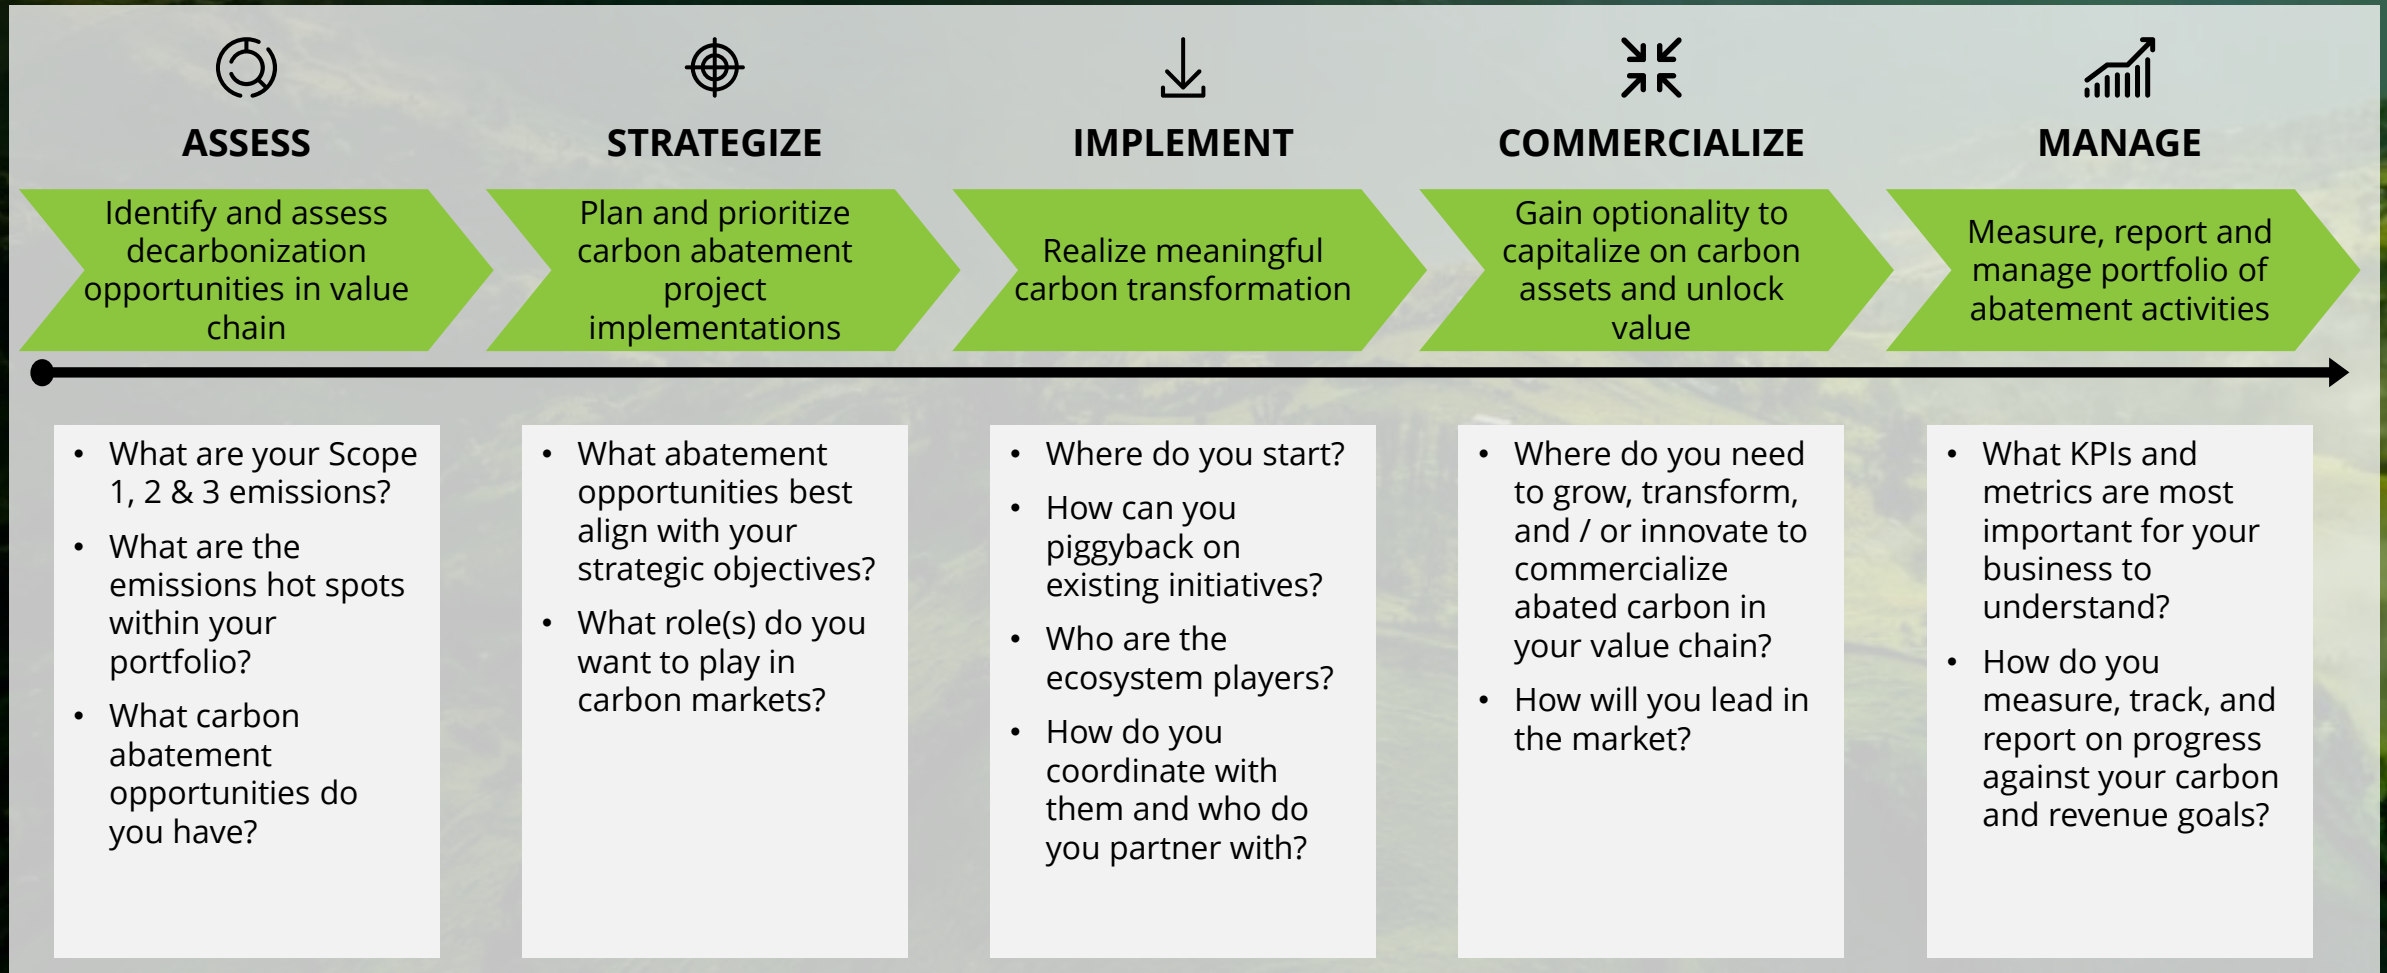 ASSESS
Identify and assess
decarbonization
opportunities in value
chain
• What are your Scope
1, 2 & 3 emissions?
• What are the
emissions hot spots
within your
portfolio?
• What carbon
abatement
opportunities do
you have?
STRATEGIZE
Plan and prioritize
carbon abatement
project
implementations
• What abatement
opportunities best
align with your
strategic objectives?
• What role(s) do you
want to play in
carbon markets?
IMPLEMENT
Realize meaningful
carbon transformation
• Where do you start?
• How can you
piggyback on
existing initiatives?
• Who are the
ecosystem players?
• How do you
coordinate with
them and who do
you partner with?
COMMERCIALIZE
Gain optionality to
capitalize on carbon
assets and unlock
value
• Where do you need
to grow, transform,
and / or innovate to
commercialize
abated carbon in
your value chain?
• How will you lead in
the market?
MANAGE
Measure, report and
manage portfolio of
abatement activities
• What KPIs and
metrics are most
important for your
business to
understand?
• How do you
measure, track, and
report on progress
against your carbon
and revenue goals?